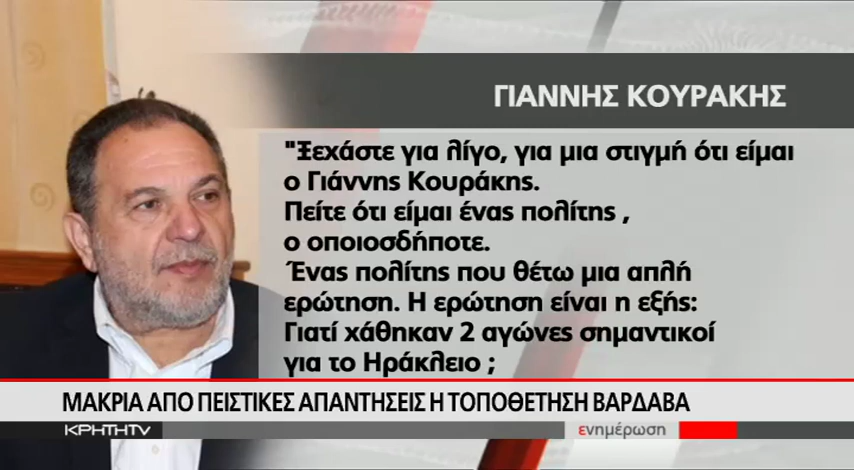 ΓΙΑΝΝΗΣ ΚΟΥΡΑΚΗΣ
"Ξεχάστε για λίγο, για μια στιγμή ότι είμαι
ο Γιάννης Κουράκης.
Πείτε ότι είμαι ένας πολίτης ,
ο οποιοσδήποτε.
Ένας πολίτης που θέτω μια απλή
ερώτηση. Η ερώτηση είναι η εξής:
Γιατί χάθηκαν 2 αγώνες σημαντικοί
για το Ηράκλειο ;
ΜΑΚΡΙΑ ΑΠΟ ΠΕΙΣΤΙΚΕΣ ΑΠΑΝΤΗΣΕΙΣ Η ΤΟΠΟΘΕΤΗΣΗ ΒΑΡΔΑΒΑ
ΚΡΗΤΗTV
ενημέρωση